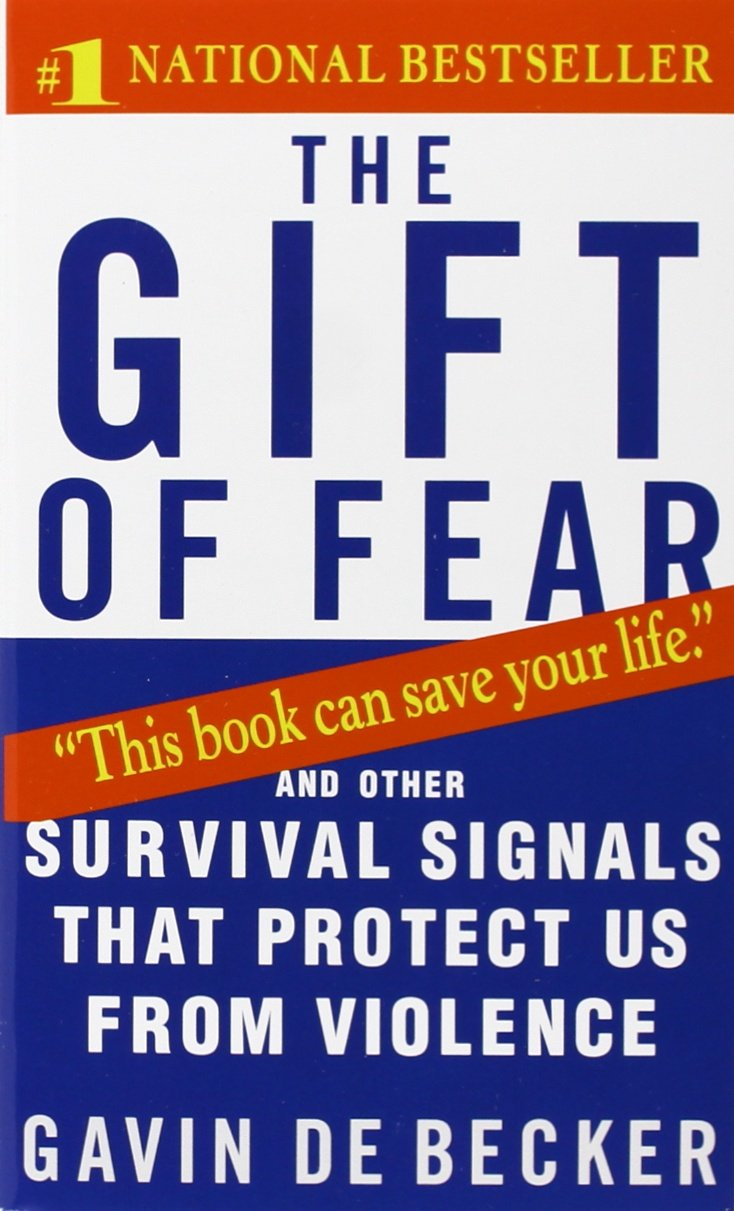 #1 NATIONAL BESTSELLER
THE
GIFT
OF FEAR
"This book can save your life."
AND OTHER
SURVIVAL SIGNALS
THAT PROTECT US
FROM VIOLENCE
GAVIN DE BECKER